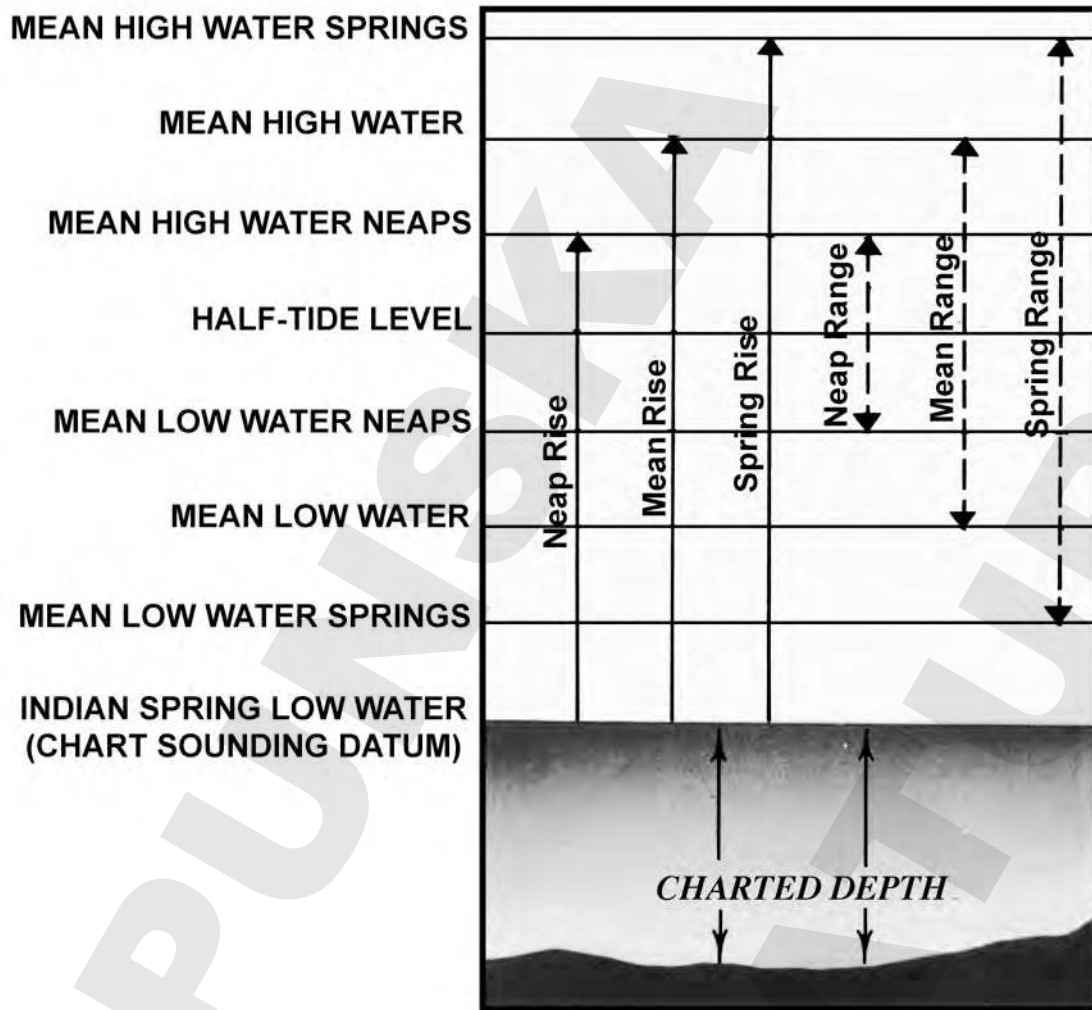 MEAN HIGH WATER SPRINGS
MEAN HIGH WATER
MEAN HIGH WATER NEAPS
HALF-TIDE LEVEL
MEAN LOW WATER NEAPS
MEAN LOW WATER
MEAN LOW WATER SPRINGS
INDIAN SPRING LOW WATER
(CHART SOUNDING DATUM)
Neap Rise
Mean Rise
Spring Rise
Neap Range
Mean Range
Spring Range
CHARTED DEPTH
PUNSKA
TUR